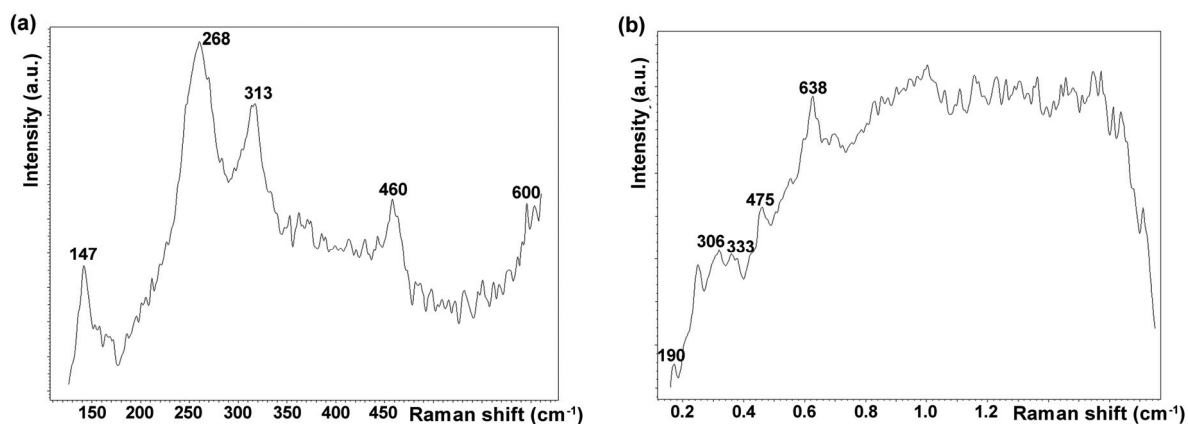 (a)
Intensity (a.u.)
147
268
313
460
600
150 200 250 300 350 400 450 Raman shift (cm⁻¹)
(b)
Intensity (a.u.)
190
306
333
475
638
0.2 0.4 0.6 0.8 1.0 1.2 Raman shift (cm⁻¹)